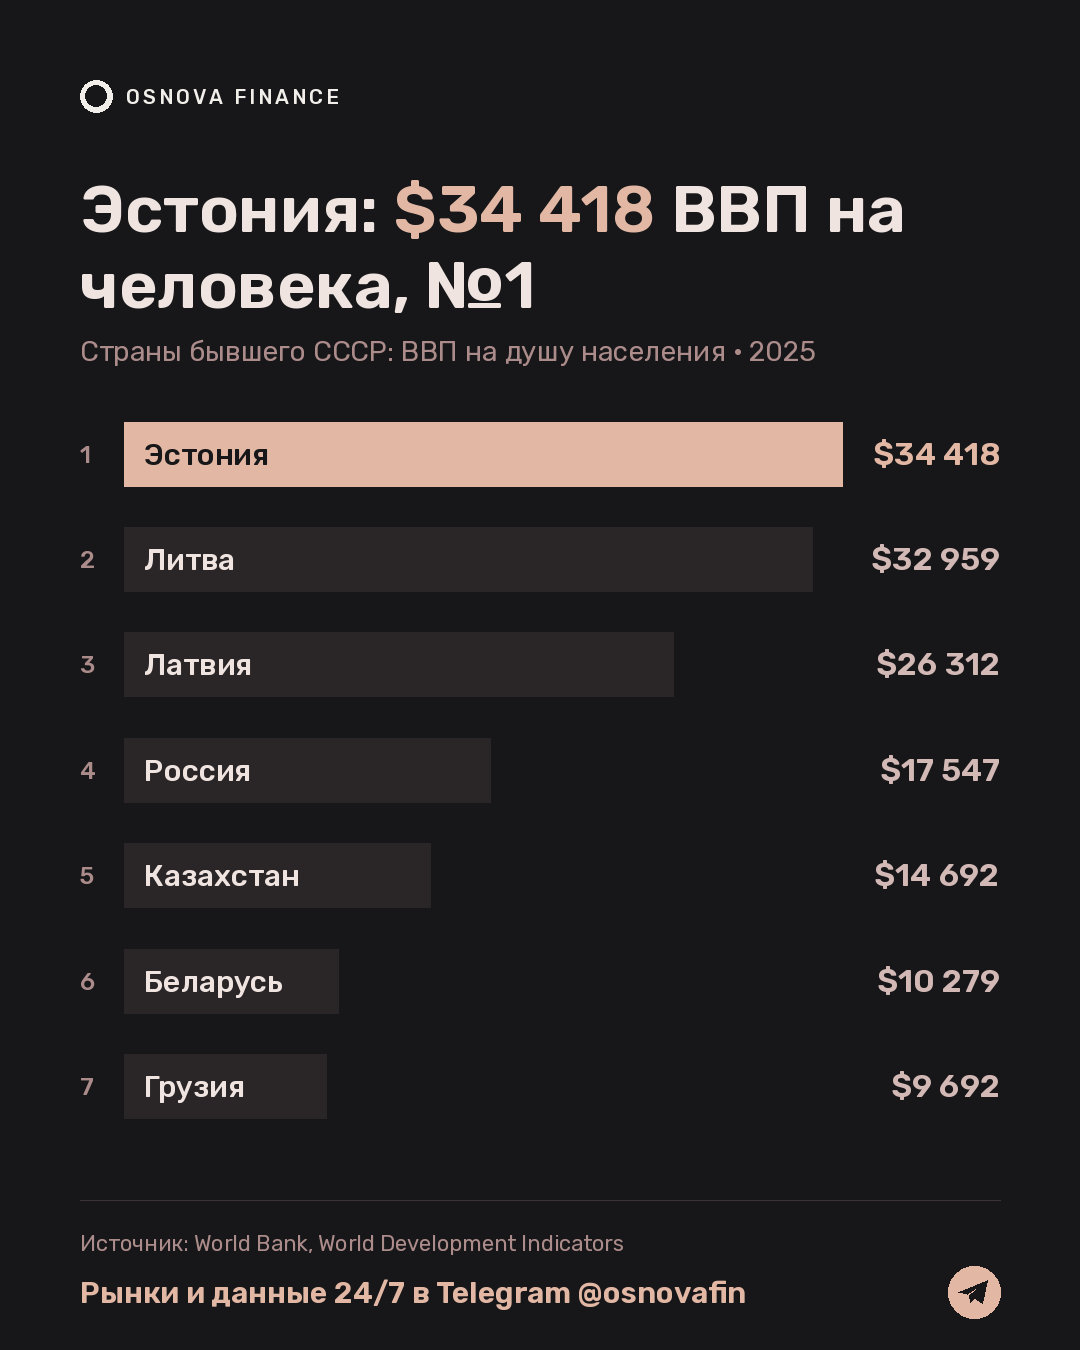 OSNOVA FINANCE
Эстония: $34 418 ВВП на
человека, №1
Страны бывшего СССР: ВВП на душу населения • 2025
1 Эстония $34 418
2 Литва $32 959
3 Латвия $26 312
4 Россия $17 547
5 Казахстан $14 692
6 Беларусь $10 279
7 Грузия $9 692
Источник: World Bank, World Development Indicators
Рынки и данные 24/7 в Telegram @osnovafin